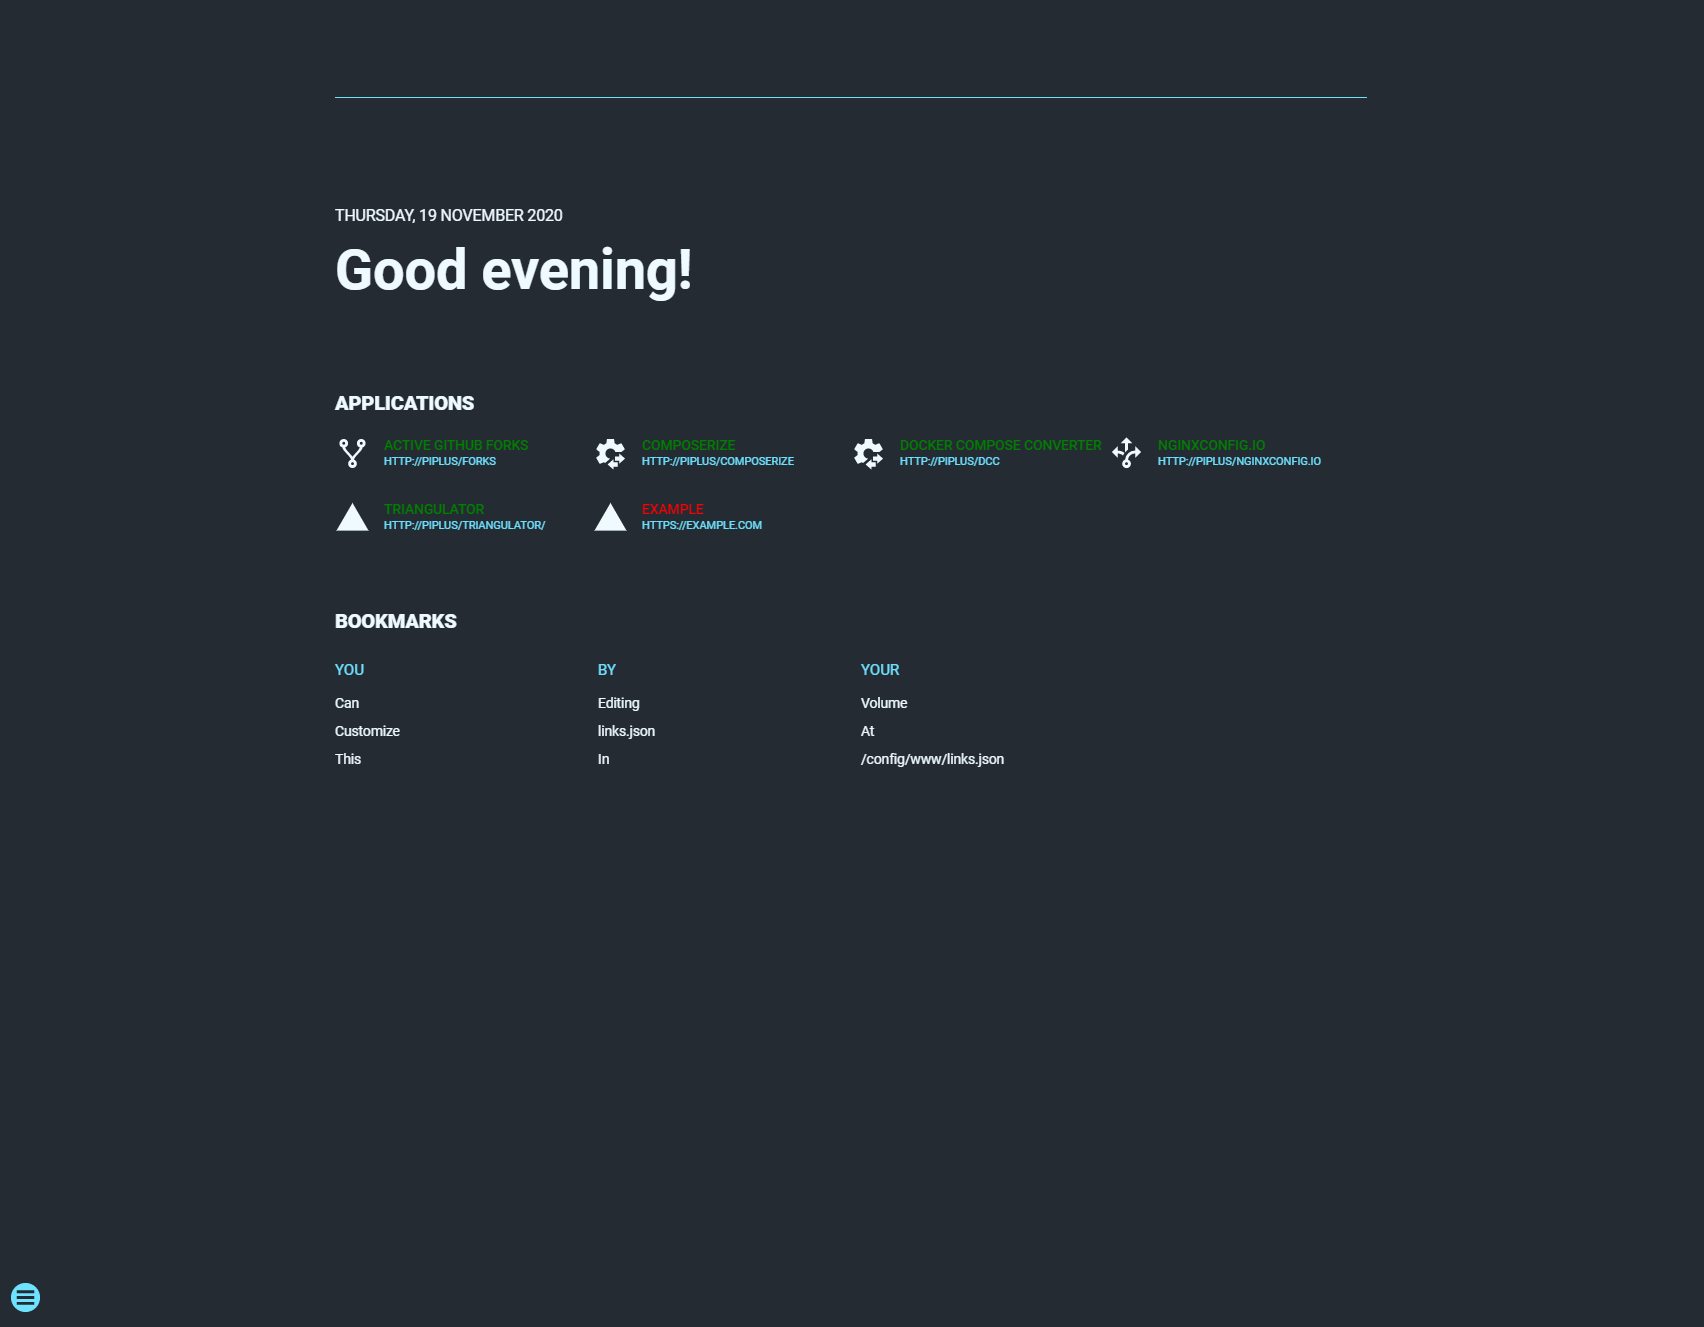 THURSDAY, 19 NOVEMBER 2020
Good evening!
APPLICATIONS
ACTIVE GITHUB FORKS
HTTP://PIPLUS/FORKS
COMPOSERIZE
HTTP://PIPLUS/COMPOSERIZE
DOCKER COMPOSE CONVERTER
HTTP://PIPLUS/DCC
NGINXCONFIG.IO
HTTP://PIPLUS/NGINXCONFIG.IO
TRIANGULATOR
HTTP://PIPLUS/TRIANGULATOR/
EXAMPLE
HTTPS://EXAMPLE.COM
BOOKMARKS
YOU
Can
Customize
This
BY
Editing
links.json
In
YOUR
Volume
At
/config/www/links.json